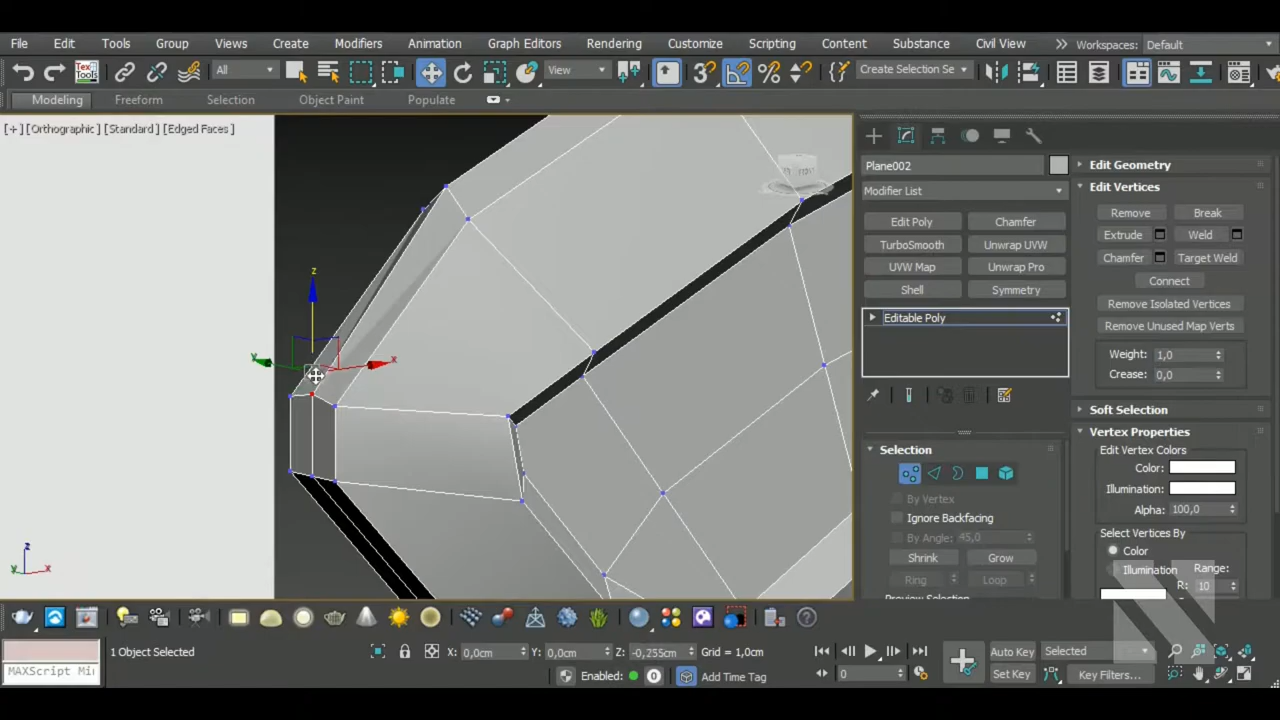 File Edit Tools Group Views Create Modifiers Animation Graph Editors Rendering Customize Scripting Content Substance Civil View Workspaces: Default
Tex Tools All View Create Selection Se
Modeling Freeform Selection Object Paint Populate
[+] [Orthographic] [Standard] [Edged Faces]
z
y x
z
y x
Plane002
Modifier List
Edit Poly Chamfer
TurboSmooth Unwrap UVW
UVW Map Unwrap Pro
Shell Symmetry
Editable Poly
Selection
By Vertex
Ignore Backfacing
By Angle: 45,0
Shrink Grow
Ring Loop
Preview Selection
Edit Geometry
Edit Vertices
Remove Break
Extrude Weld
Chamfer Target Weld
Connect
Remove Isolated Vertices
Remove Unused Map Verts
Weight: 1,0
Crease: 0,0
Soft Selection
Vertex Properties
Edit Vertex Colors
Color:
Illumination:
Alpha: 100,0
Select Vertices By
Color
Illumination Range:
R: 10
1 Object Selected X: 0,0cm Y: 0,0cm Z: -0,255cm Grid = 1,0cm Auto Key Selected
MAXScript Mi Enabled: 0 Add Time Tag 0 Set Key Key Filters...